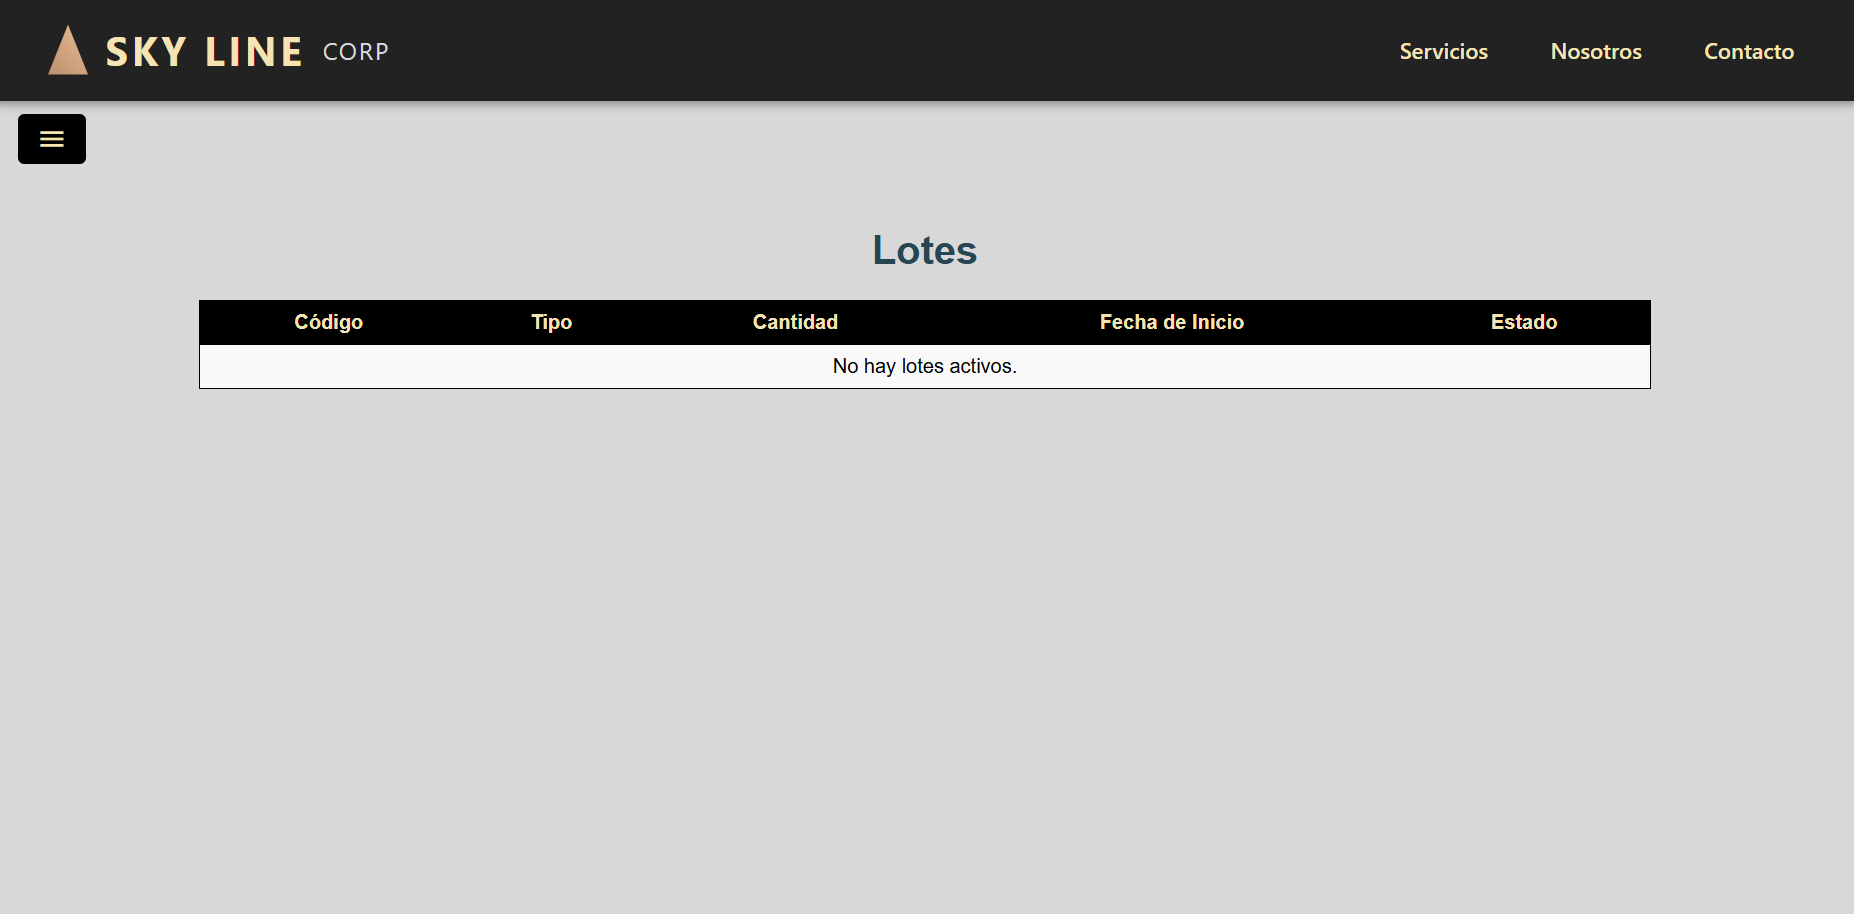 SKY LINE CORP
Servicios Nosotros Contacto
Lotes
Código Tipo Cantidad Fecha de Inicio Estado
No hay lotes activos.